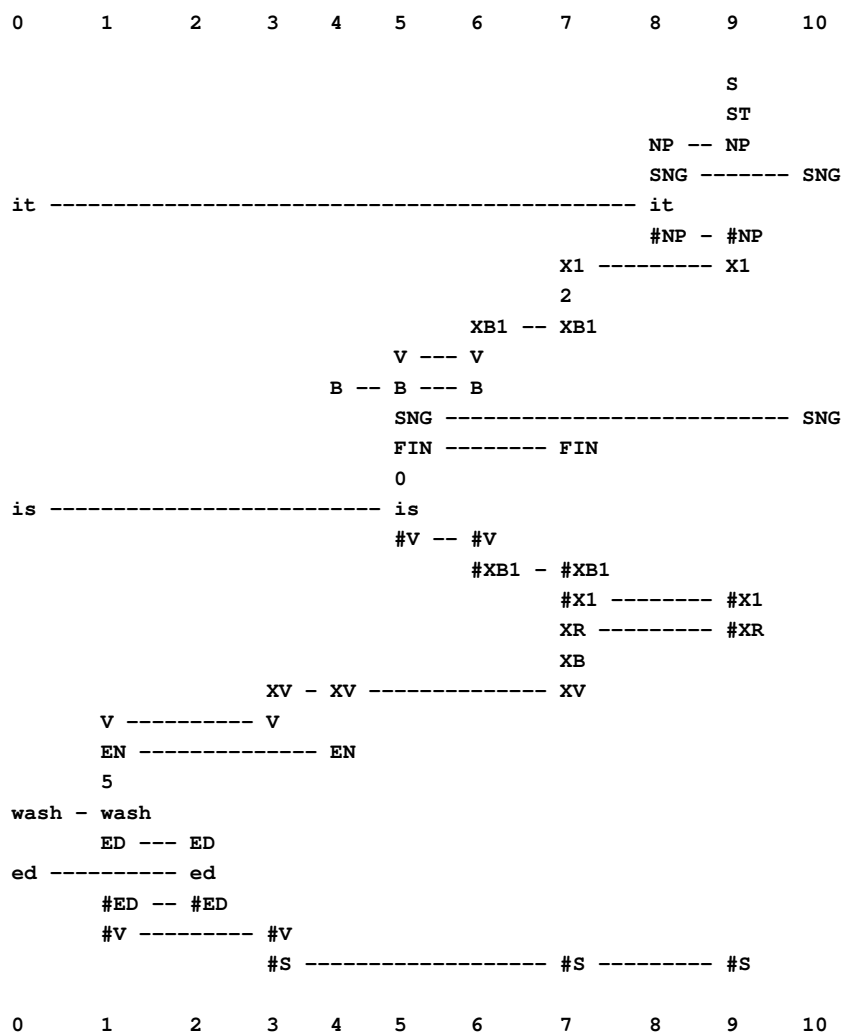 0 1 2 3 4 5 6 7 8 9 10
S
ST
NP -- NP
SNG ------- SNG
it ---------------------------------------------- it
#NP - #NP
X1 --------- X1
2
XB1 -- XB1
V --- V
B -- B --- B
SNG --------------------------- SNG
FIN -------- FIN
0
is -------------------------- is
#V -- #V
#XB1 - #XB1
#X1 -------- #X1
XR --------- #XR
XB
XV - XV -------------- XV
V ---------- V
EN -------------- EN
5
wash - wash
ED --- ED
ed ---------- ed
#ED -- #ED
#V --------- #V
#S ------------------- #S --------- #S
0 1 2 3 4 5 6 7 8 9 10